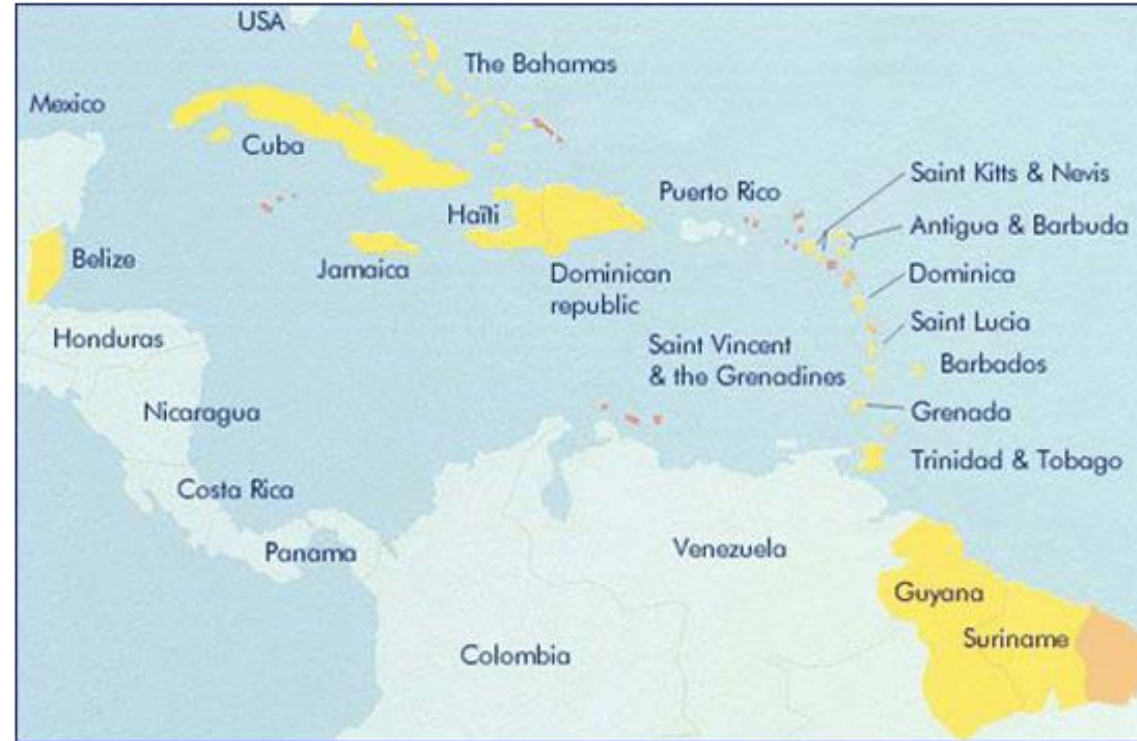 USA
The Bahamas
Mexico
Cuba
Puerto Rico
Saint Kitts & Nevis
Haïti
Antigua & Barbuda
Belize
Jamaica
Dominican
republic
Dominica
Honduras
Saint Lucia
Saint Vincent
& the Grenadines
Barbados
Nicaragua
Grenada
Trinidad & Tobago
Costa Rica
Panama
Venezuela
Guyana
Suriname
Colombia